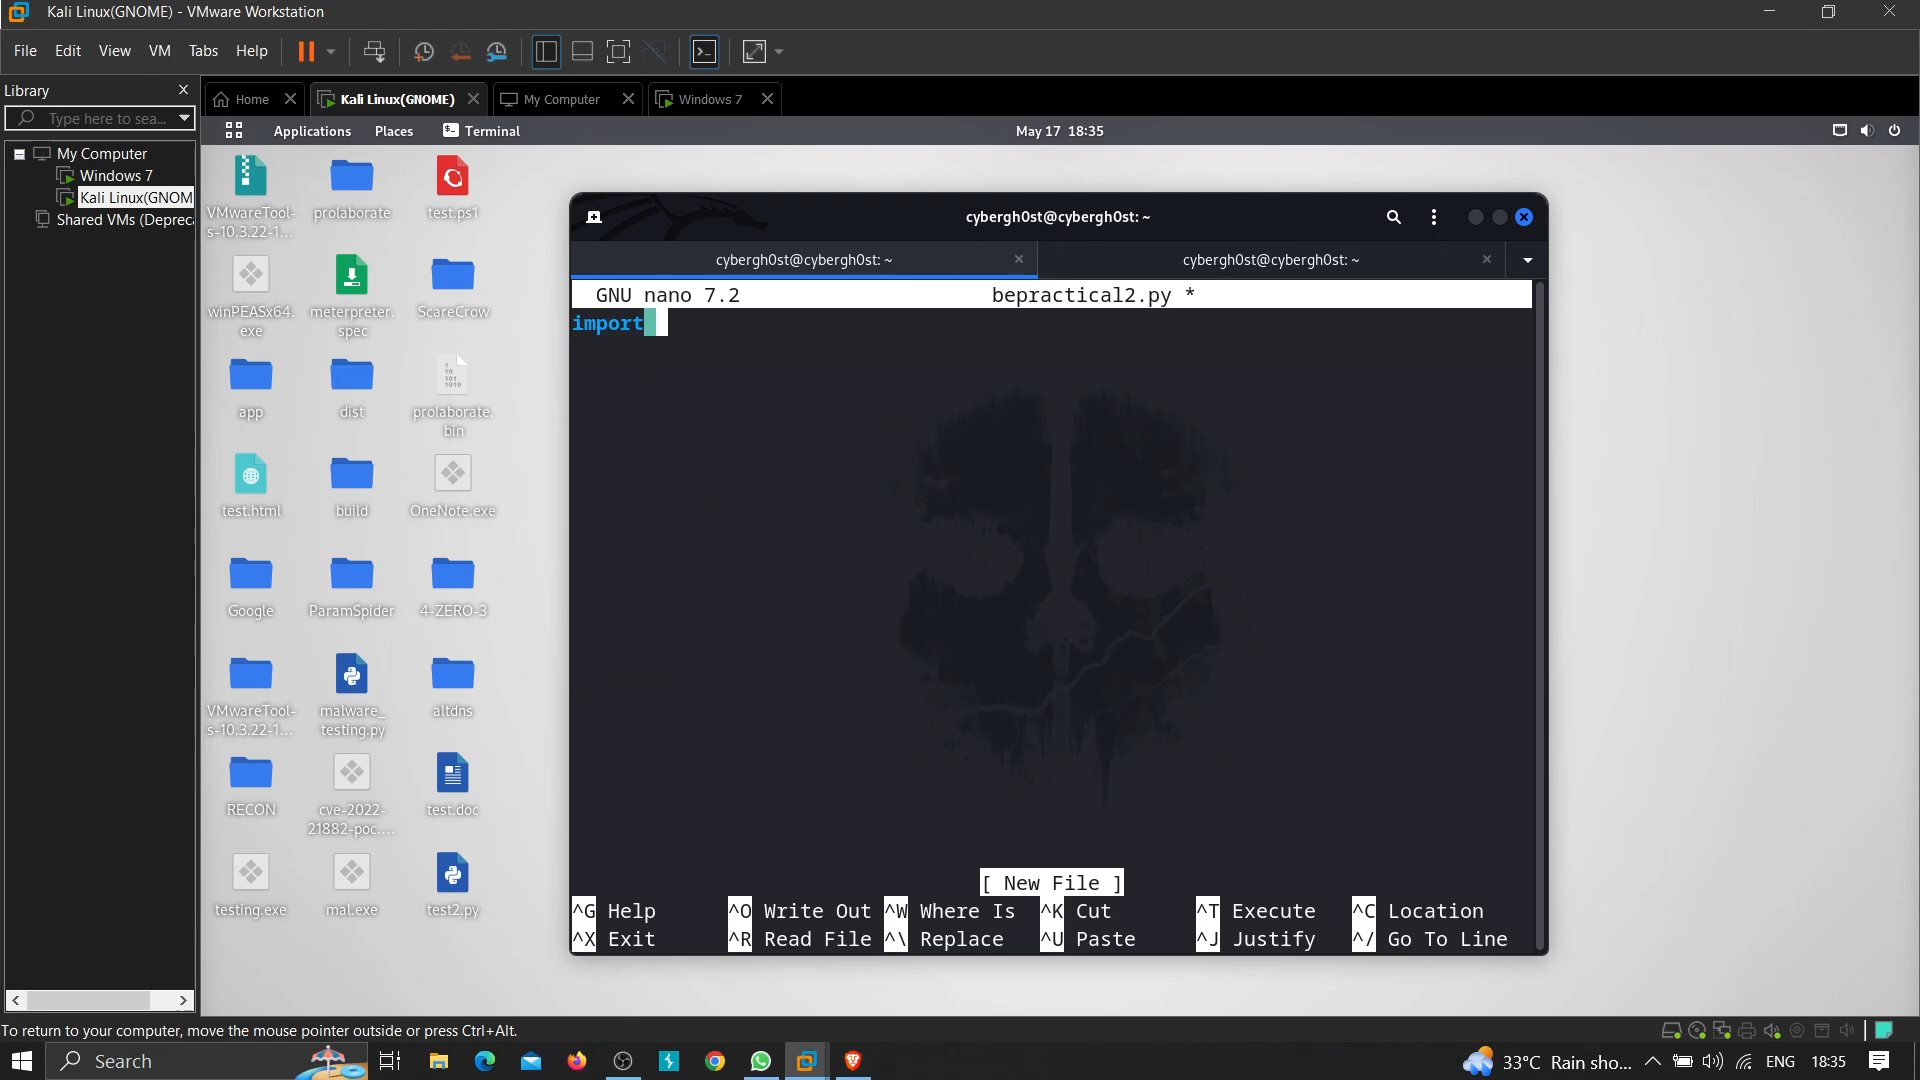 Kali Linux(GNOME) - VMware Workstation
File Edit View VM Tabs Help
Library
Type here to sea...
Home
Kali Linux(GNOME)
My Computer
Windows 7
My Computer
Windows 7
Kali Linux(GNOM
Shared VMs (Depreca
Applications Places Terminal
May 17 18:35
VMwareTool-
s-10.3.22-1...
prolaborate
test.ps1
winPEASx64.
exe
meterpreter.
spec
ScareCrow
app
dist
prolaborate.
bin
test.html
build
OneNote.exe
Google
ParamSpider
4-ZERO-3
VMwareTool-
s-10.3.22-1...
malware_
testing.py
altdns
RECON
cve-2022-
21882-poc....
test.doc
testing.exe
mal.exe
test2.py
cybergh0st@cybergh0st: ~
cybergh0st@cybergh0st: ~
cybergh0st@cybergh0st: ~
GNU nano 7.2 bepractical2.py *
import
[ New File ]
^G Help ^O Write Out ^W Where Is ^K Cut ^T Execute ^C Location
^X Exit ^R Read File ^\ Replace ^U Paste ^J Justify ^/ Go To Line
To return to your computer, move the mouse pointer outside or press Ctrl+Alt.
Search
33°C Rain sho...
ENG
18:35